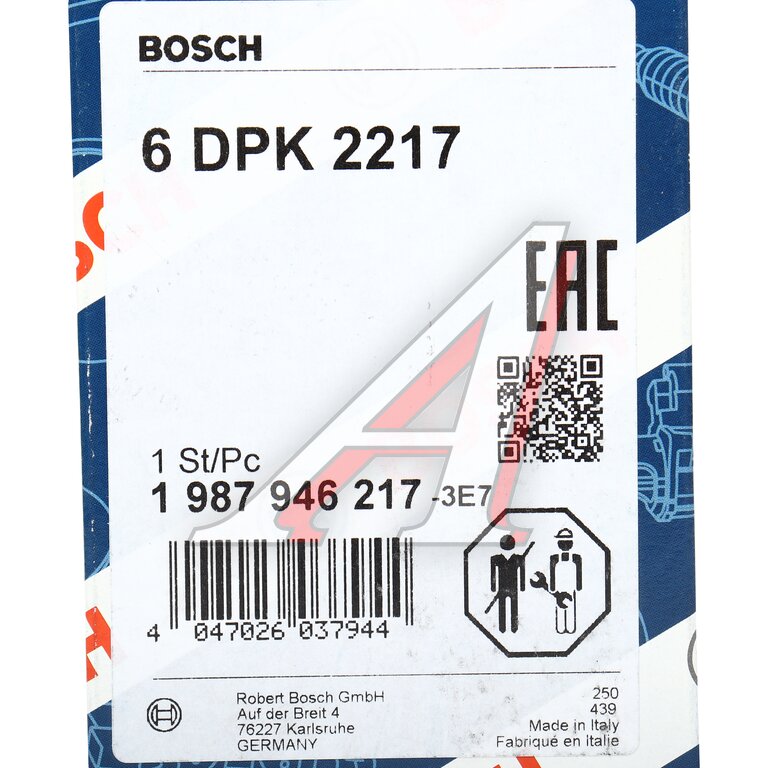 BOSCH
6 DPK 2217
EAC
1 St/Pc
1 987 946 217 -3E7
4 047026 037944
Robert Bosch GmbH
Auf der Breit 4
76227 Karlsruhe
GERMANY
250
439
Made in Italy
Fabriqué en Italie